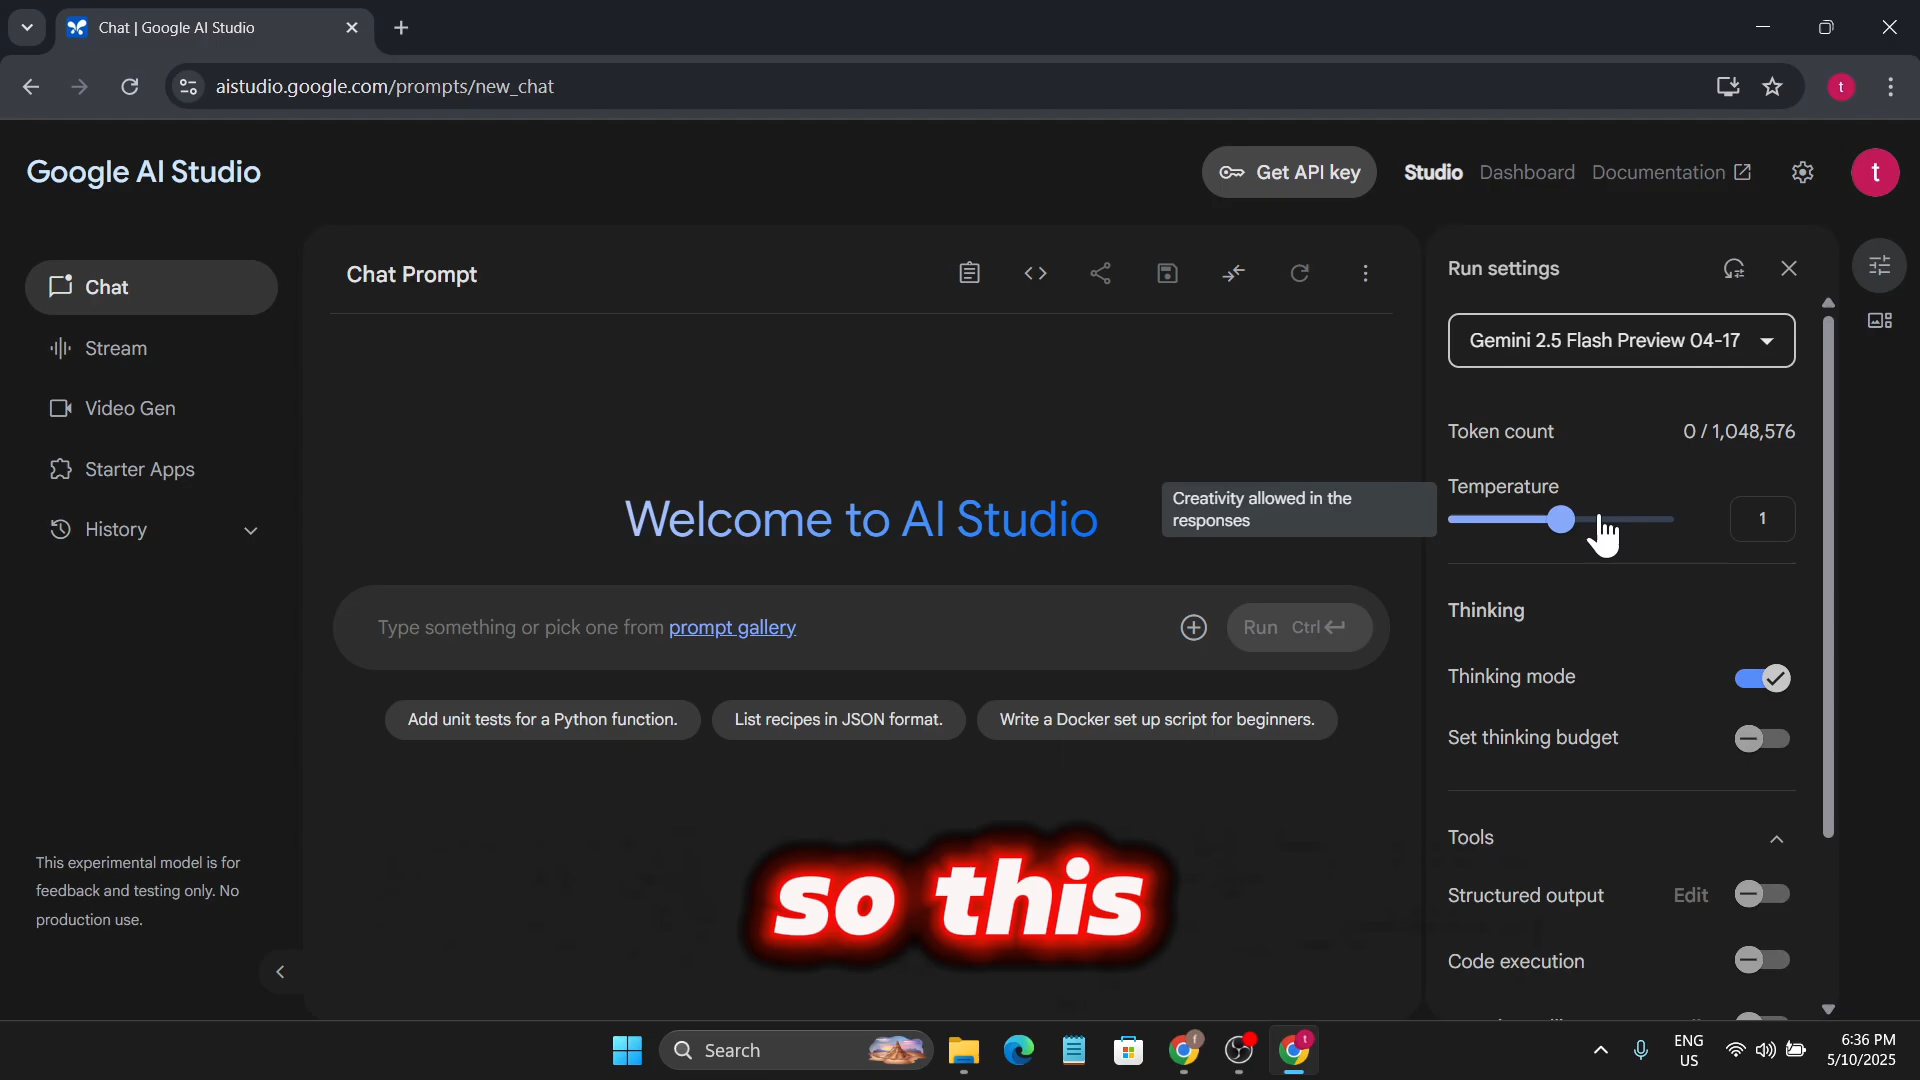 Chat | Google AI Studio
aistudio.google.com/prompts/new_chat
t
Google AI Studio
Get API key
Studio
Dashboard
Documentation
t
Chat
Stream
Video Gen
Starter Apps
History
This experimental model is for
feedback and testing only. No
production use.
Chat Prompt
Welcome to AI Studio
Type something or pick one from prompt gallery
Run Ctrl
Add unit tests for a Python function.
List recipes in JSON format.
Write a Docker set up script for beginners.
Creativity allowed in the
responses
Run settings
Gemini 2.5 Flash Preview 04-17
Token count 0 / 1,048,576
Temperature
1
Thinking
Thinking mode
Set thinking budget
Tools
Structured output Edit
Code execution
so this
Search
f
t
ENG
US
6:36 PM
5/10/2025